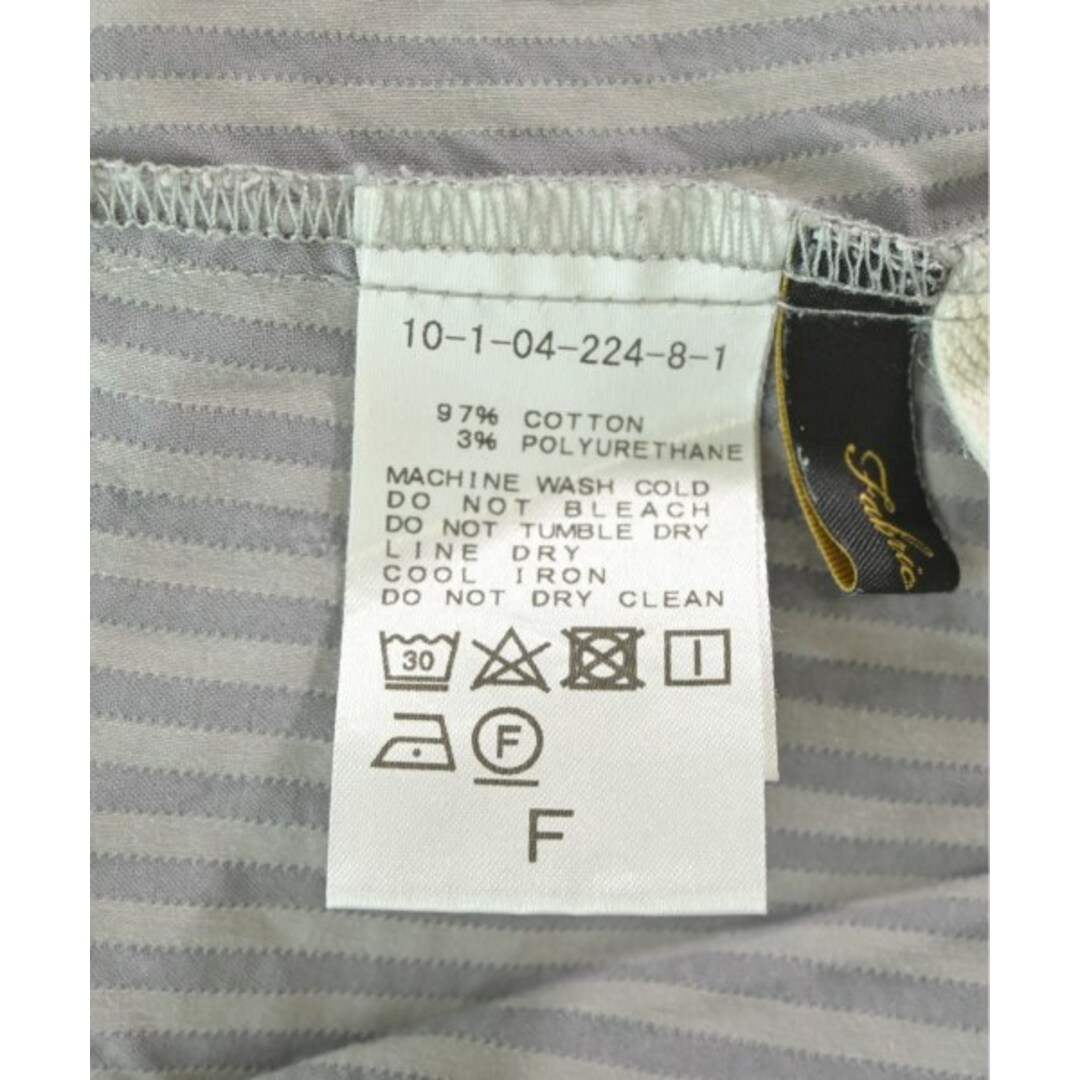 10-1-04-224-8-1
97% COTTON
3% POLYURETHANE
MACHINE WASH COLD
DO NOT BLEACH
DO NOT TUMBLE DRY
LINE DRY
COOL IRON
DO NOT DRY CLEAN
30
F
F
Fabric